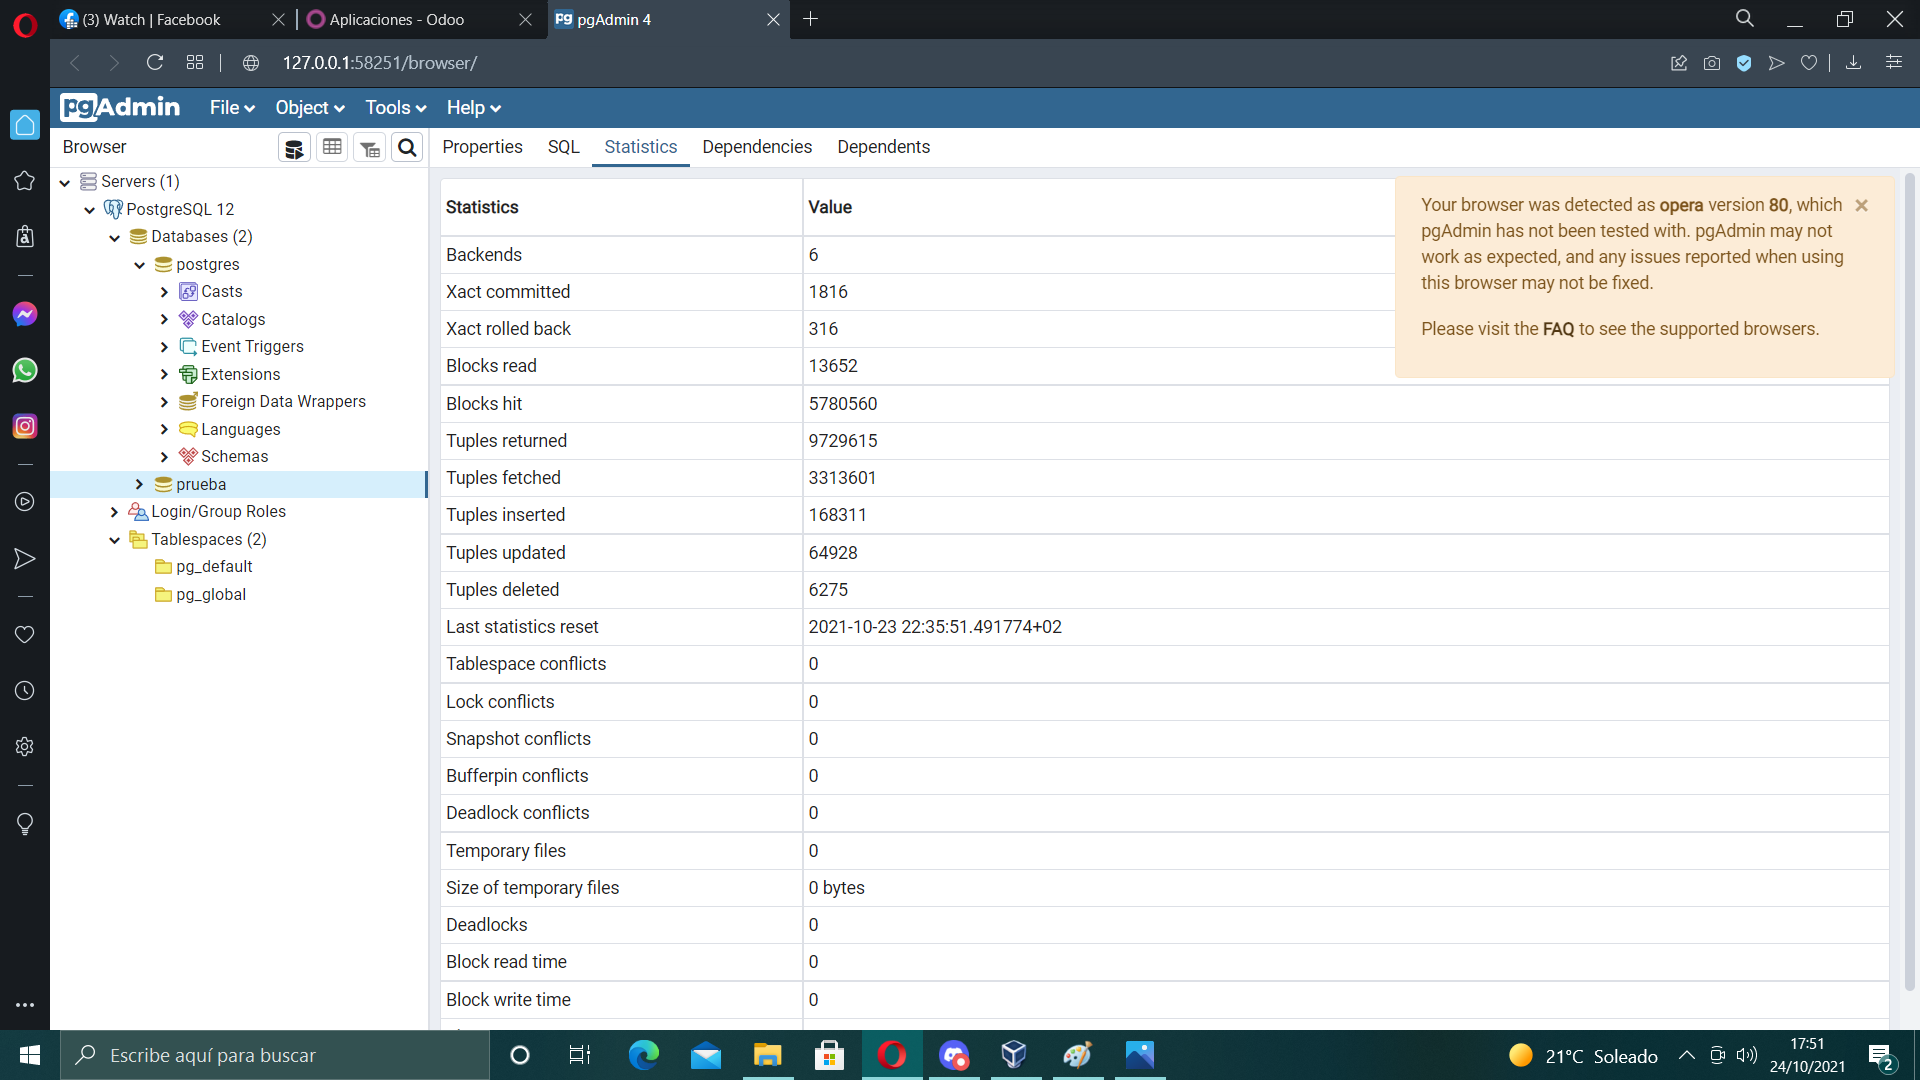 (3) Watch | Facebook
Aplicaciones - Odoo
pgAdmin 4
127.0.0.1:58251/browser/
pgAdmin
File
Object
Tools
Help
Browser
Properties
SQL
Statistics
Dependencies
Dependents
Servers (1)
PostgreSQL 12
Databases (2)
postgres
Casts
Catalogs
Event Triggers
Extensions
Foreign Data Wrappers
Languages
Schemas
prueba
Login/Group Roles
Tablespaces (2)
pg_default
pg_global
Statistics Value
Backends 6
Xact committed 1816
Xact rolled back 316
Blocks read 13652
Blocks hit 5780560
Tuples returned 9729615
Tuples fetched 3313601
Tuples inserted 168311
Tuples updated 64928
Tuples deleted 6275
Last statistics reset 2021-10-23 22:35:51.491774+02
Tablespace conflicts 0
Lock conflicts 0
Snapshot conflicts 0
Bufferpin conflicts 0
Deadlock conflicts 0
Temporary files 0
Size of temporary files 0 bytes
Deadlocks 0
Block read time 0
Block write time 0
Your browser was detected as opera version 80, which
pgAdmin has not been tested with. pgAdmin may not
work as expected, and any issues reported when using
this browser may not be fixed.
Please visit the FAQ to see the supported browsers.
Escribe aquí para buscar
21°C Soleado
17:51
24/10/2021
2